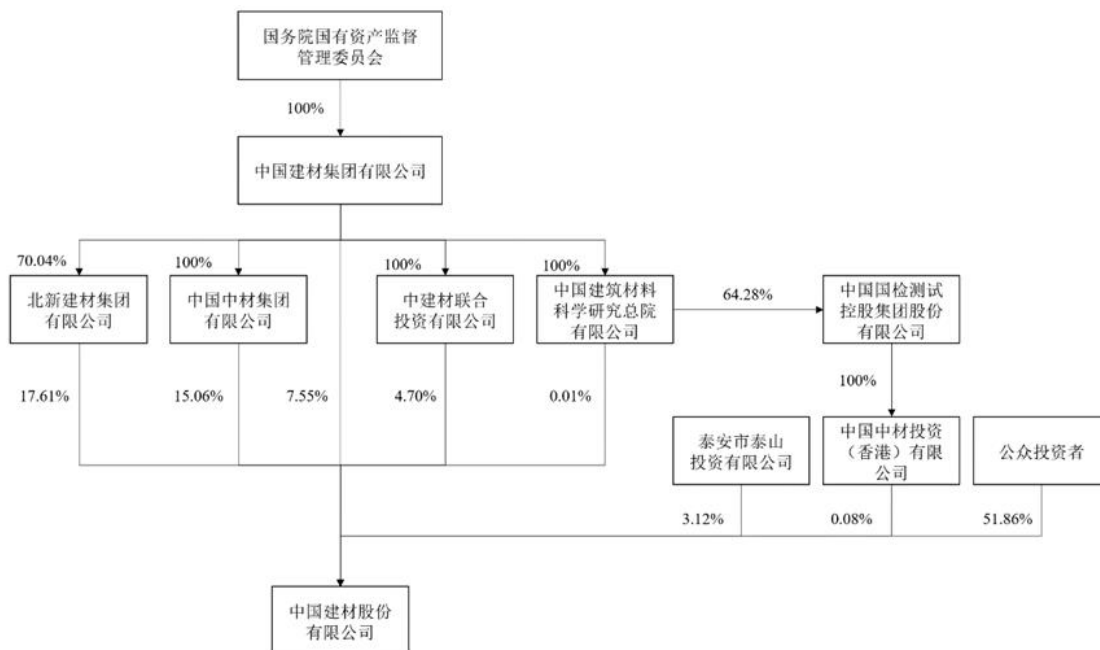 国务院国有资产监督
管理委员会
100%
中国建材集团有限公司
70.04%
100%
100%
100%
北新建材集团
有限公司
中国中材集团
有限公司
中建材联合
投资有限公司
中国建筑材料
科学研究总院
有限公司
64.28%
中国国检测试
控股集团股份
有限公司
17.61%
15.06%
7.55%
4.70%
0.01%
100%
泰安市泰山
投资有限公司
中国中材投资
（香港）有限
公司
公众投资者
3.12%
0.08%
51.86%
中国建材股份
有限公司